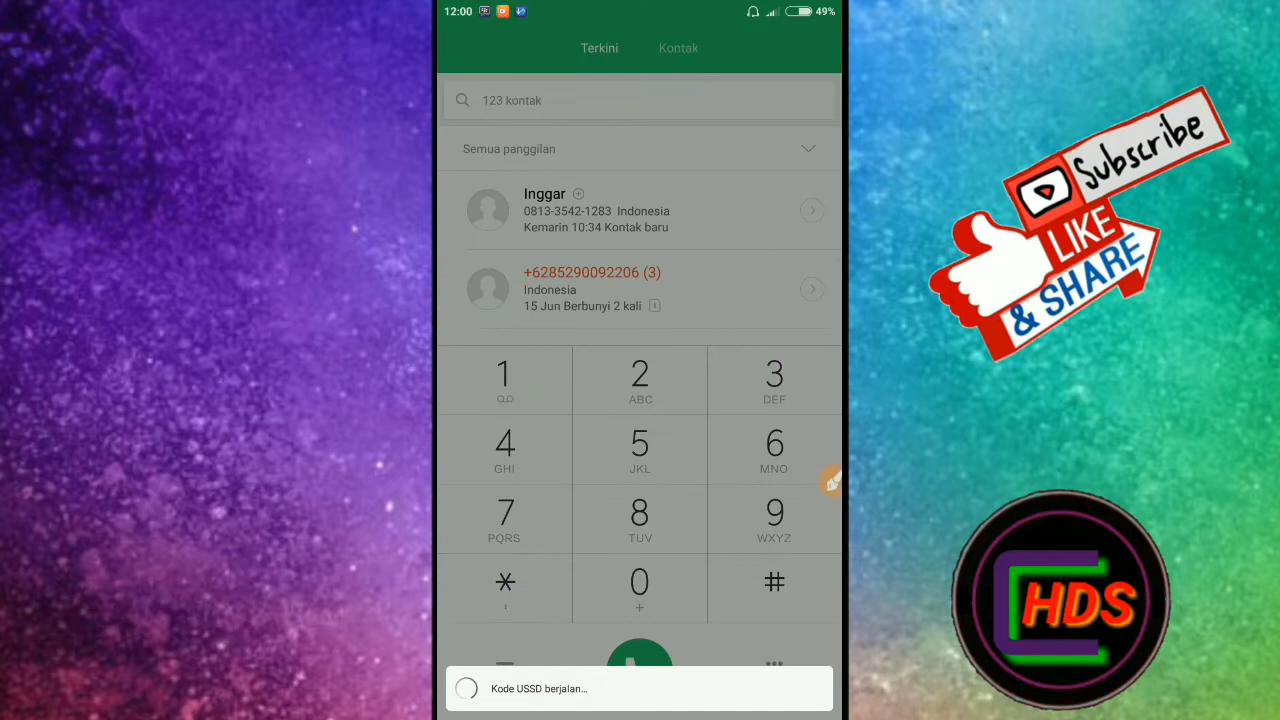 12:00
49%
Terkini
Kontak
123 kontak
Semua panggilan
Inggar
0813-3542-1283 Indonesia
Kemarin 10:34 Kontak baru
+6285290092206 (3)
Indonesia
15 Jun Berbunyi 2 kali
1
2
ABC
3
DEF
4
GHI
5
JKL
6
MNO
7
PQRS
8
TUV
9
WXYZ
*
,
0
+
#
Kode USSD berjalan...
Subscribe
LIKE
& SHARE
CHDS